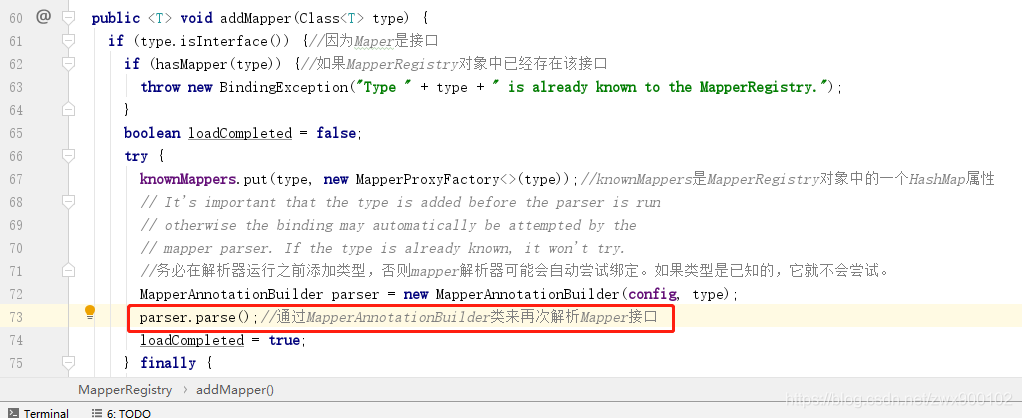 60 @ public <T> void addMapper(Class<T> type) {
61 if (type.isInterface()) {//因为Maper是接口
62 if (hasMapper(type)) {//如果MapperRegistry对象中已经存在该接口
63 throw new BindingException("Type " + type + " is already known to the MapperRegistry.");
64 }
65 boolean loadCompleted = false;
66 try {
67 knownMappers.put(type, new MapperProxyFactory<>(type));//knownMappers是MapperRegistry对象中的一个HashMap属性
68 // It's important that the type is added before the parser is run
69 // otherwise the binding may automatically be attempted by the
70 // mapper parser. If the type is already known, it won't try.
71 //务必在解析器运行之前添加类型，否则mapper解析器可能会自动尝试绑定。如果类型是已知的，它就不会尝试。
72 MapperAnnotationBuilder parser = new MapperAnnotationBuilder(config, type);
73 parser.parse();//通过MapperAnnotationBuilder类来再次解析Mapper接口
74 loadCompleted = true;
75 } finally {
MapperRegistry › addMapper()
https://blog.csdn.net/zwx900102
Terminal 6: TODO